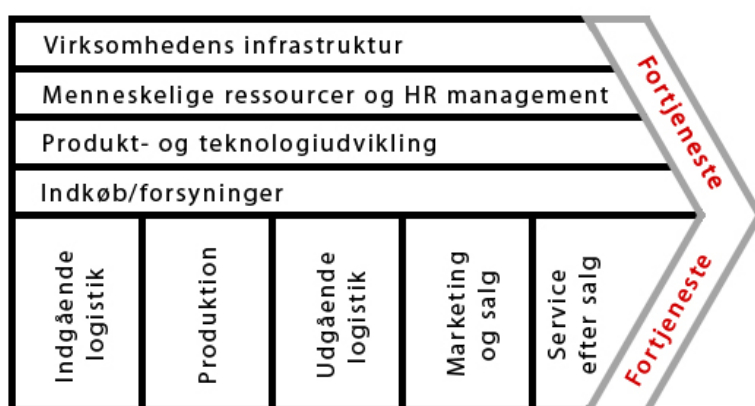 Virksomhedens infrastruktur
Menneskelige ressourcer og HR management
Produkt- og teknologiudvikling
Indkøb/forsyninger
Fortjeneste
Indgående
logistik
Produktion
Udgående
logistik
Marketing
og salg
Service
efter salg
Fortjeneste